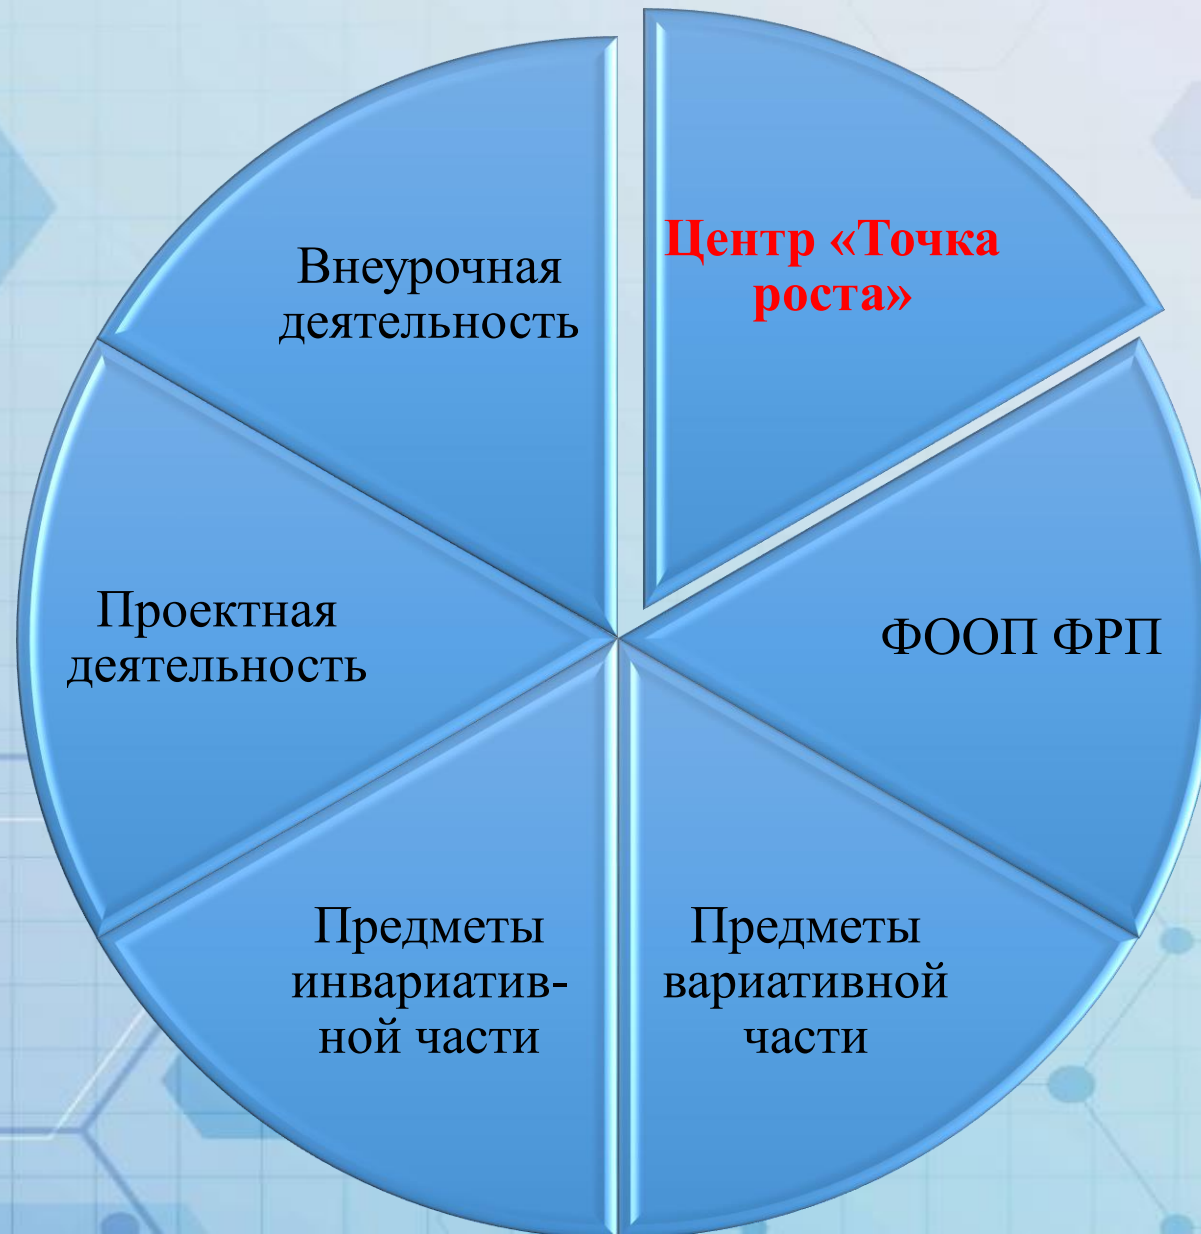 Центр «Точка
роста»
ФООП ФРП
Предметы
вариативной
части
Предметы
инвариатив-
ной части
Проектная
деятельность
Внеурочная
деятельность